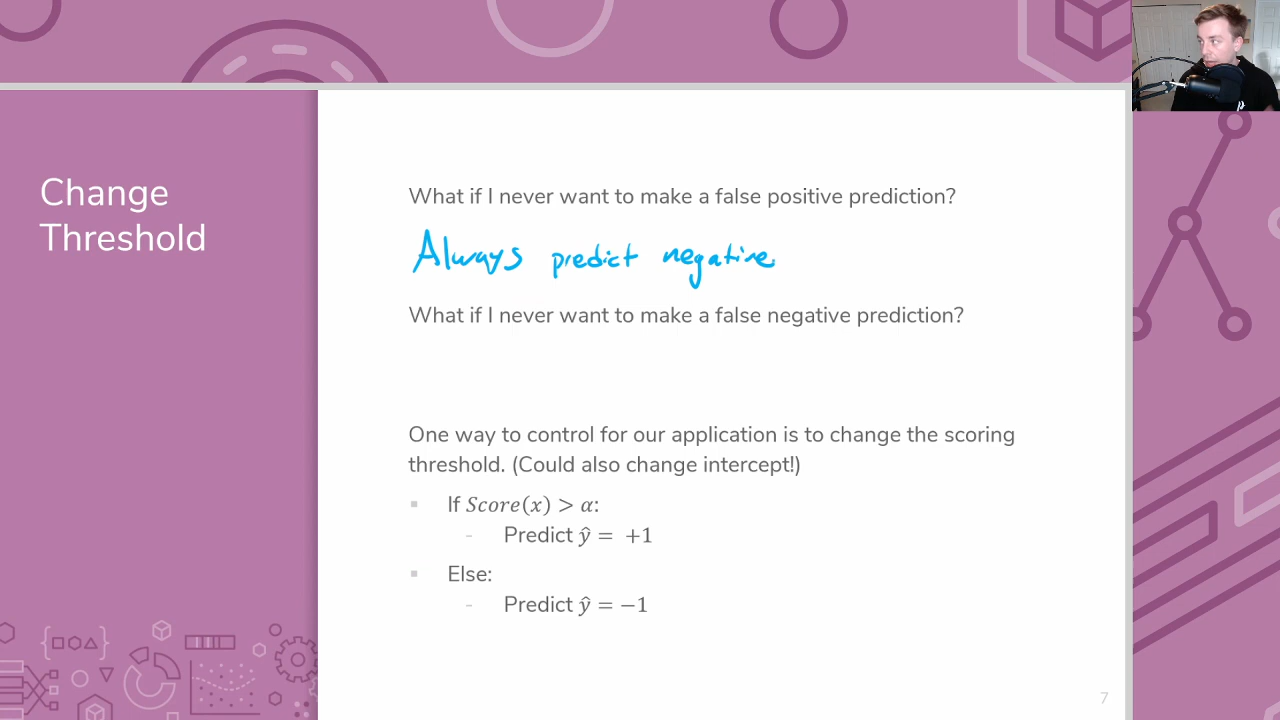 Change
Threshold
What if I never want to make a false positive prediction?
Always predict negative
What if I never want to make a false negative prediction?
One way to control for our application is to change the scoring
threshold. (Could also change intercept!)
▪ If 𝑆𝑐𝑜𝑟𝑒(𝑥) > 𝛼:
- Predict ŷ = +1
▪ Else:
- Predict ŷ = −1
7